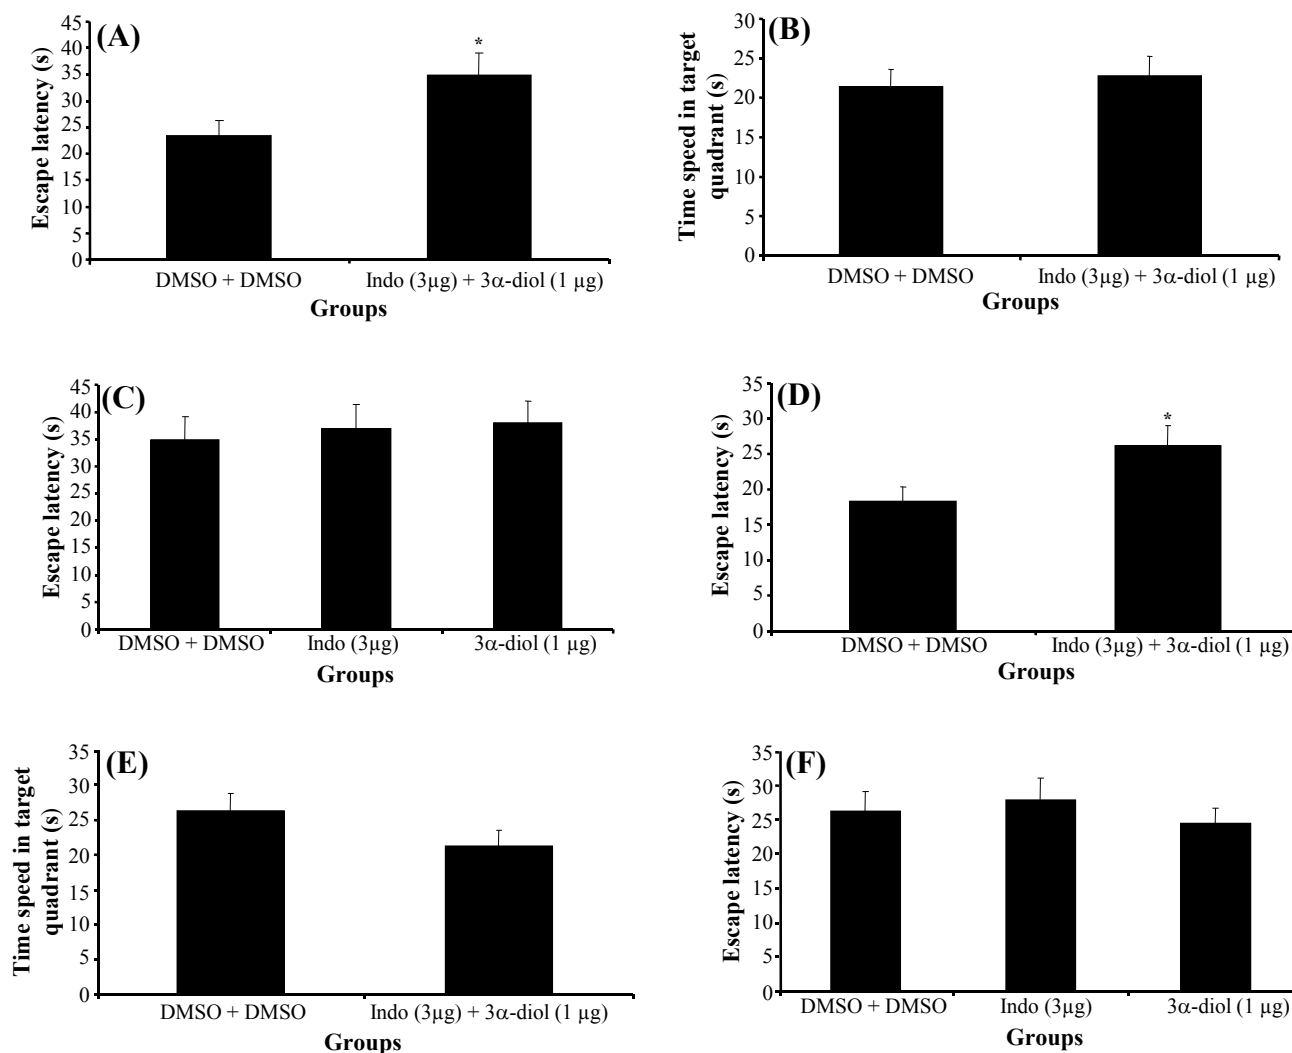 (A)
Escape latency (s)
45
40
35
30
25
20
15
10
5
0
*
DMSO + DMSO
Indo (3µg) + 3α-diol (1 µg)
Groups
(B)
Time speed in target
quadrant (s)
30
25
20
15
10
5
0
DMSO + DMSO
Indo (3µg) + 3α-diol (1 µg)
Groups
(C)
Escape latency (s)
45
40
35
30
25
20
15
10
5
0
DMSO + DMSO
Indo (3µg)
3α-diol (1 µg)
Groups
(D)
Escape latency (s)
35
30
25
20
15
10
5
0
*
DMSO + DMSO
Indo (3µg) + 3α-diol (1 µg)
Groups
(E)
Time speed in target
quadrant (s)
35
30
25
20
15
10
5
0
DMSO + DMSO
Indo (3µg) + 3α-diol (1 µg)
Groups
(F)
Escape latency (s)
35
30
25
20
15
10
5
0
DMSO + DMSO
Indo (3µg)
3α-diol (1 µg)
Groups